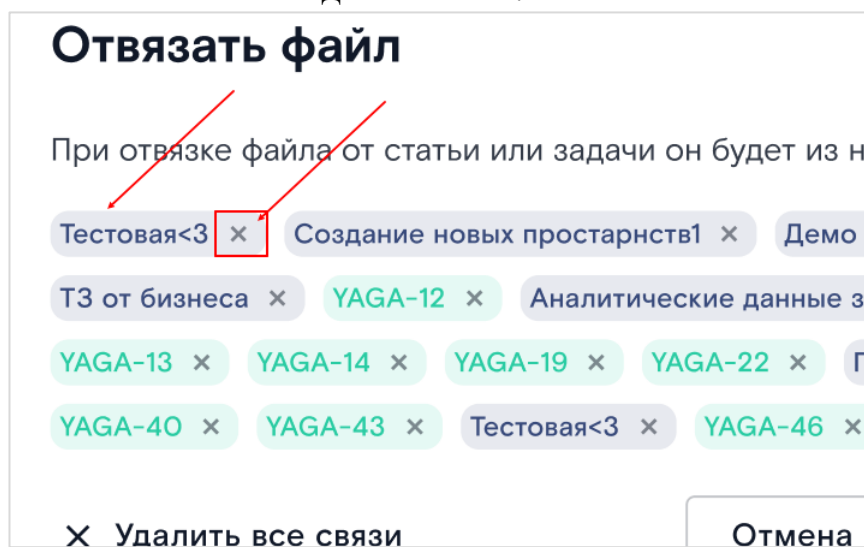 Отвязать файл
При отвязке файла от статьи или задачи он будет из н
Тестовая<3 × Создание новых простарнств1 × Демо
ТЗ от бизнеса × YAGA-12 × Аналитические данные з
YAGA-13 × YAGA-14 × YAGA-19 × YAGA-22 ×
YAGA-40 × YAGA-43 × Тестовая<3 × YAGA-46 ×
× Удалить все связи Отмена